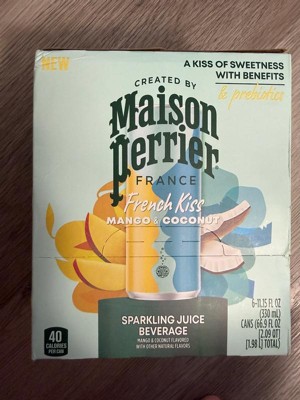 NEW
A KISS OF SWEETNESS
WITH BENEFITS
& prebiotics
CREATED BY
Maison
perrier
FRANCE
French Kiss
MANGO & COCONUT
6-11.15 FL OZ
(330 mL)
CANS (66.9 FL OZ
[2.09 QT]
[1.98 L] TOTAL)
40
CALORIES
PER CAN
SPARKLING JUICE
BEVERAGE
MANGO & COCONUT FLAVORED
WITH OTHER NATURAL FLAVORS